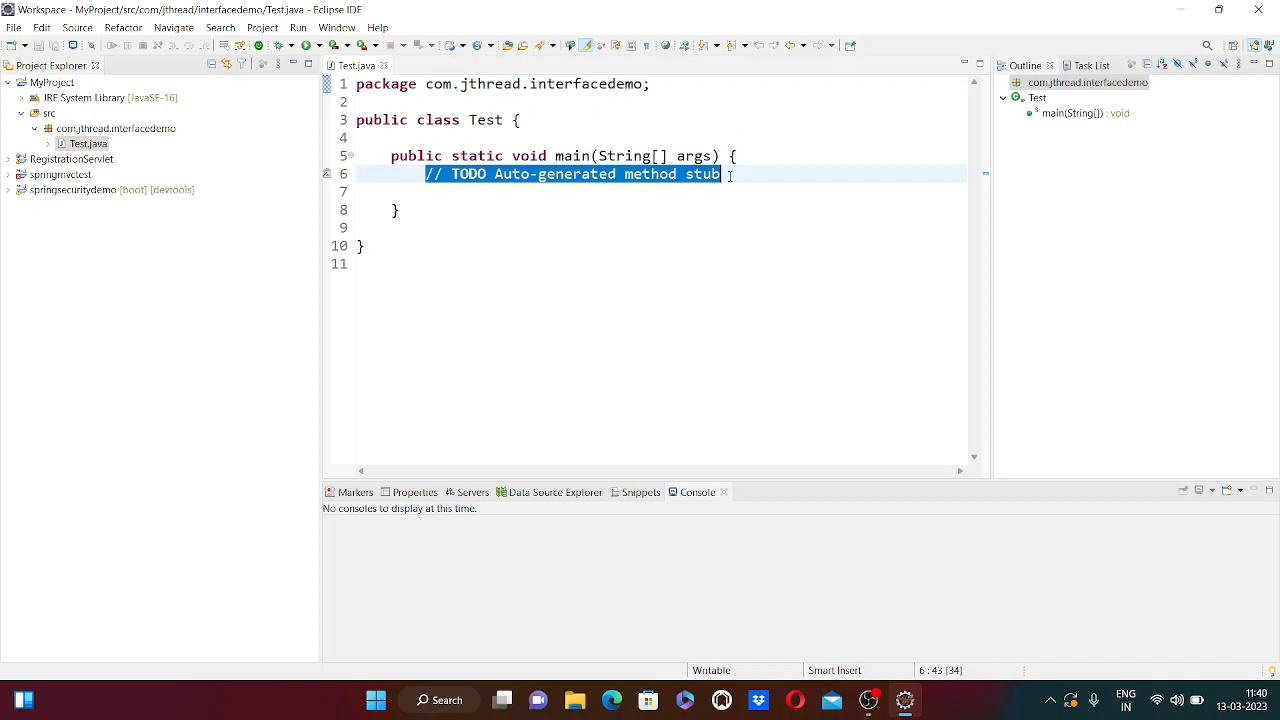 Workspace - MyProject/src/com/jthread/interfacedemo/Test.java - Eclipse IDE
File Edit Source Refactor Navigate Search Project Run Window Help
Project Explorer
MyProject
JRE System Library [JavaSE-16]
src
com.jthread.interfacedemo
Test.java
RegistrationServlet
springmvctest
springsecuritydemo [boot] [devtools]
Test.java
1 package com.jthread.interfacedemo;
2
3 public class Test {
4
5 public static void main(String[] args) {
6 // TODO Auto-generated method stub
7
8 }
9
10 }
11
Outline Task List
com.jthread.interfacedemo
Test
main(String[]) : void
Markers Properties Servers Data Source Explorer Snippets Console
No consoles to display at this time.
Writable Smart Insert 6 : 43 [34]
Search
ENG
IN
11:40
13-03-2023